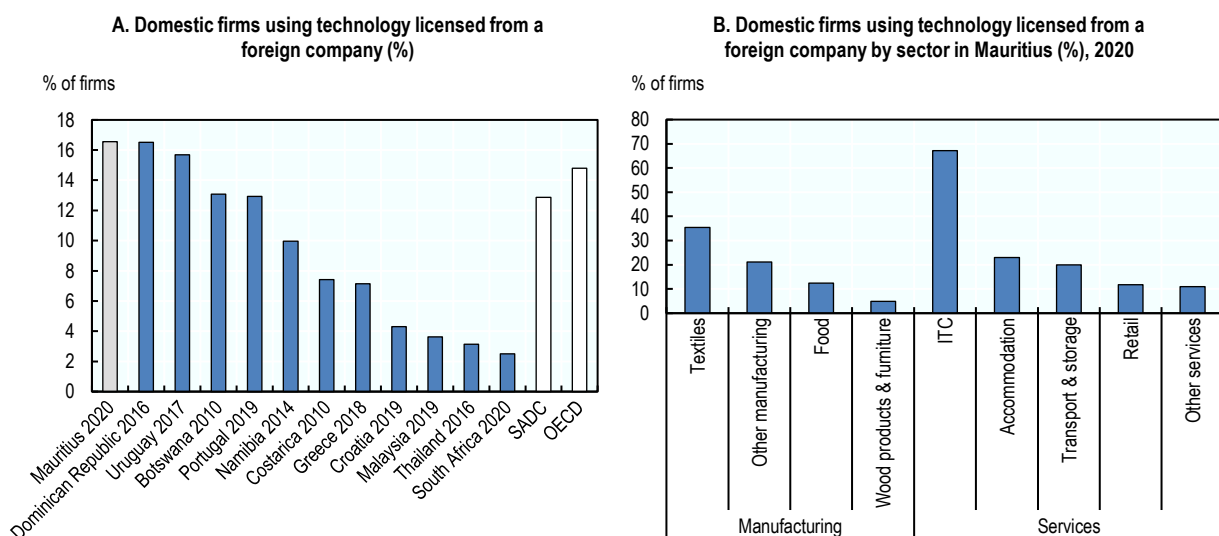 A. Domestic firms using technology licensed from a
foreign company (%)
% of firms
18
16
14
12
10
8
6
4
2
0
Mauritius 2020
Dominican Republic 2016
Uruguay 2017
Botswana 2010
Portugal 2019
Namibia 2014
Costarica 2010
Greece 2018
Croatia 2019
Malaysia 2019
Thailand 2016
South Africa 2020
SADC
OECD
B. Domestic firms using technology licensed from a
foreign company by sector in Mauritius (%), 2020
% of firms
80
70
60
50
40
30
20
10
0
Textiles
Other manufacturing
Food
Wood products & furniture
ITC
Accommodation
Transport & storage
Retail
Other services
Manufacturing
Services